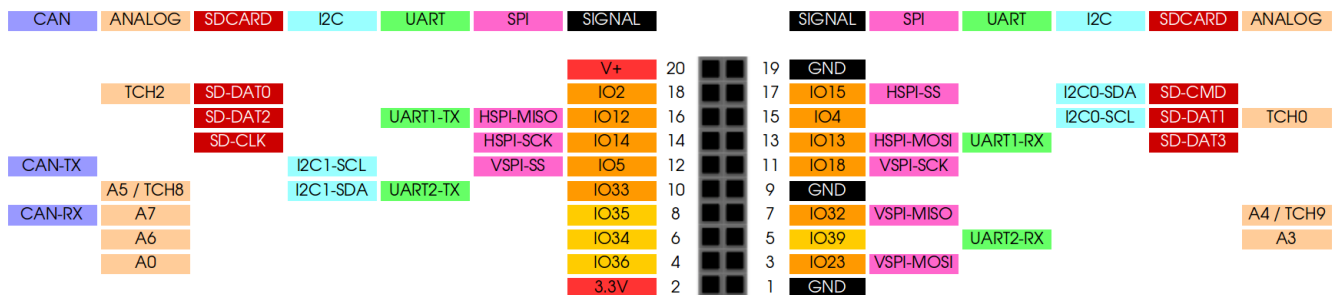 CAN ANALOG SDCARD I2C UART SPI SIGNAL SIGNAL SPI UART I2C SDCARD ANALOG
V+ 20 19 GND
TCH2 SD-DAT0 IO2 18 17 IO15 HSPI-SS I2C0-SDA SD-CMD
SD-DAT2 UART1-TX HSPI-MISO IO12 16 15 IO4 I2C0-SCL SD-DAT1 TCH0
SD-CLK HSPI-SCK IO14 14 13 IO13 HSPI-MOSI UART1-RX SD-DAT3
CAN-TX I2C1-SCL VSPI-SS IO5 12 11 IO18 VSPI-SCK
A5 / TCH8 I2C1-SDA UART2-TX IO33 10 9 GND
CAN-RX A7 IO35 8 7 IO32 VSPI-MISO A4 / TCH9
A6 IO34 6 5 IO39 UART2-RX A3
A0 IO36 4 3 IO23 VSPI-MOSI
3.3V 2 1 GND